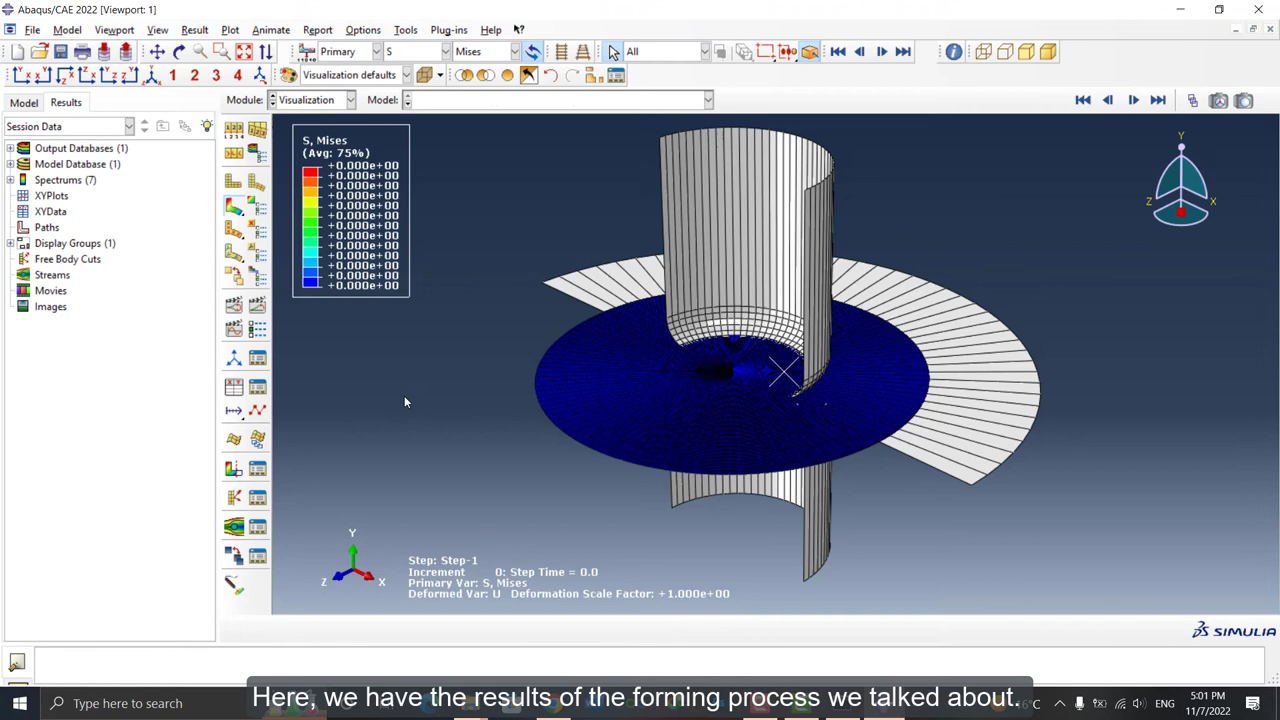 Abaqus/CAE 2022 [Viewport: 1]
File Model Viewport View Result Plot Animate Report Options Tools Plug-ins Help
Primary S Mises All
1 2 3 4 Visualization defaults
Model Results Module: Visualization Model:
Session Data
Output Databases (1)
Model Database (1)
Spectrums (7)
XYPlots
XYData
Paths
Display Groups (1)
Free Body Cuts
Streams
Movies
Images
S, Mises
(Avg: 75%)
+0.000e+00
+0.000e+00
+0.000e+00
+0.000e+00
+0.000e+00
+0.000e+00
+0.000e+00
+0.000e+00
+0.000e+00
+0.000e+00
+0.000e+00
+0.000e+00
+0.000e+00
Y
Z X
Y
Z X
Step: Step-1
Increment 0: Step Time = 0.0
Primary Var: S, Mises
Deformed Var: U Deformation Scale Factor: +1.000e+00
SIMULIA
Here, we have the results of the forming process we talked about.
Type here to search
5:01 PM
11/7/2022